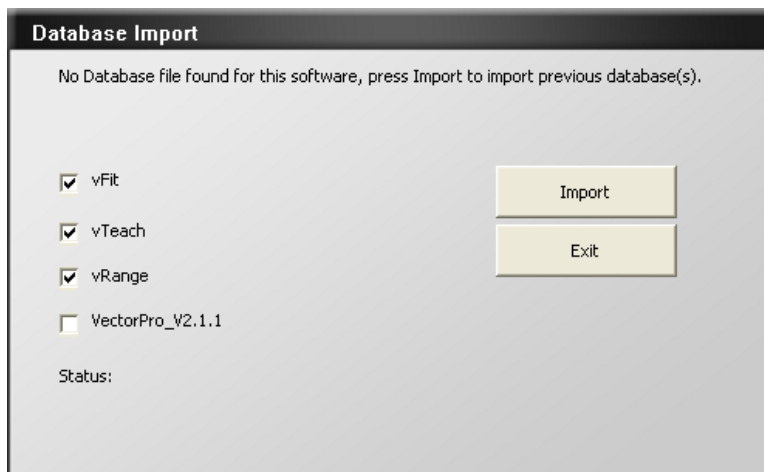 Database Import
No Database file found for this software, press Import to import previous database(s).
vFit
Import
vTeach
Exit
vRange
VectorPro_V2.1.1
Status: